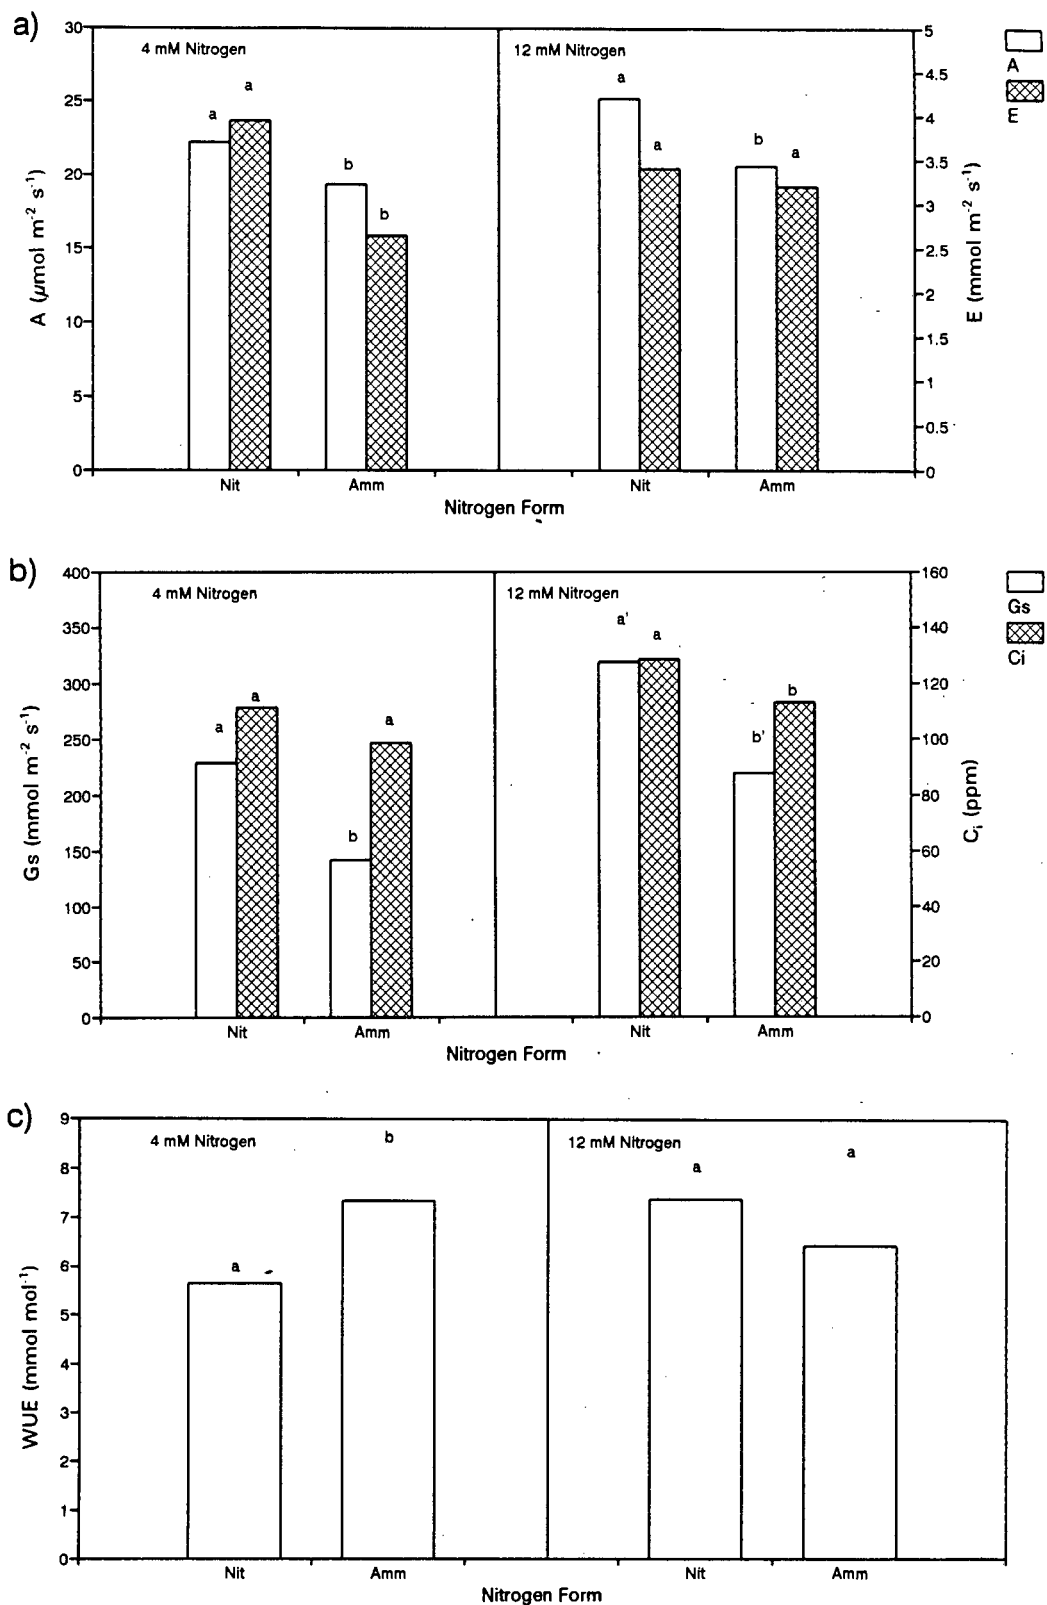 a)
30
25
20
15
10
5
0
A (μmol m⁻² s⁻¹)
4 mM Nitrogen
12 mM Nitrogen
a
a
b
b
a
a
b
a
5
4.5
4
3.5
3
2.5
2
1.5
1
0.5
0
E (mmol m⁻² s⁻¹)
A
E
Nit
Amm
Nit
Amm
Nitrogen Form
b)
400
350
300
250
200
150
100
50
0
Gs (mmol m⁻² s⁻¹)
4 mM Nitrogen
12 mM Nitrogen
a
a
b
a
a'
a
b'
b
160
140
120
100
80
60
40
20
0
Cᵢ (ppm)
Gs
Ci
Nit
Amm
Nit
Amm
Nitrogen Form
c)
9
8
7
6
5
4
3
2
1
0
WUE (mmol mol⁻¹)
4 mM Nitrogen
12 mM Nitrogen
a
b
a
a
Nit
Amm
Nit
Amm
Nitrogen Form